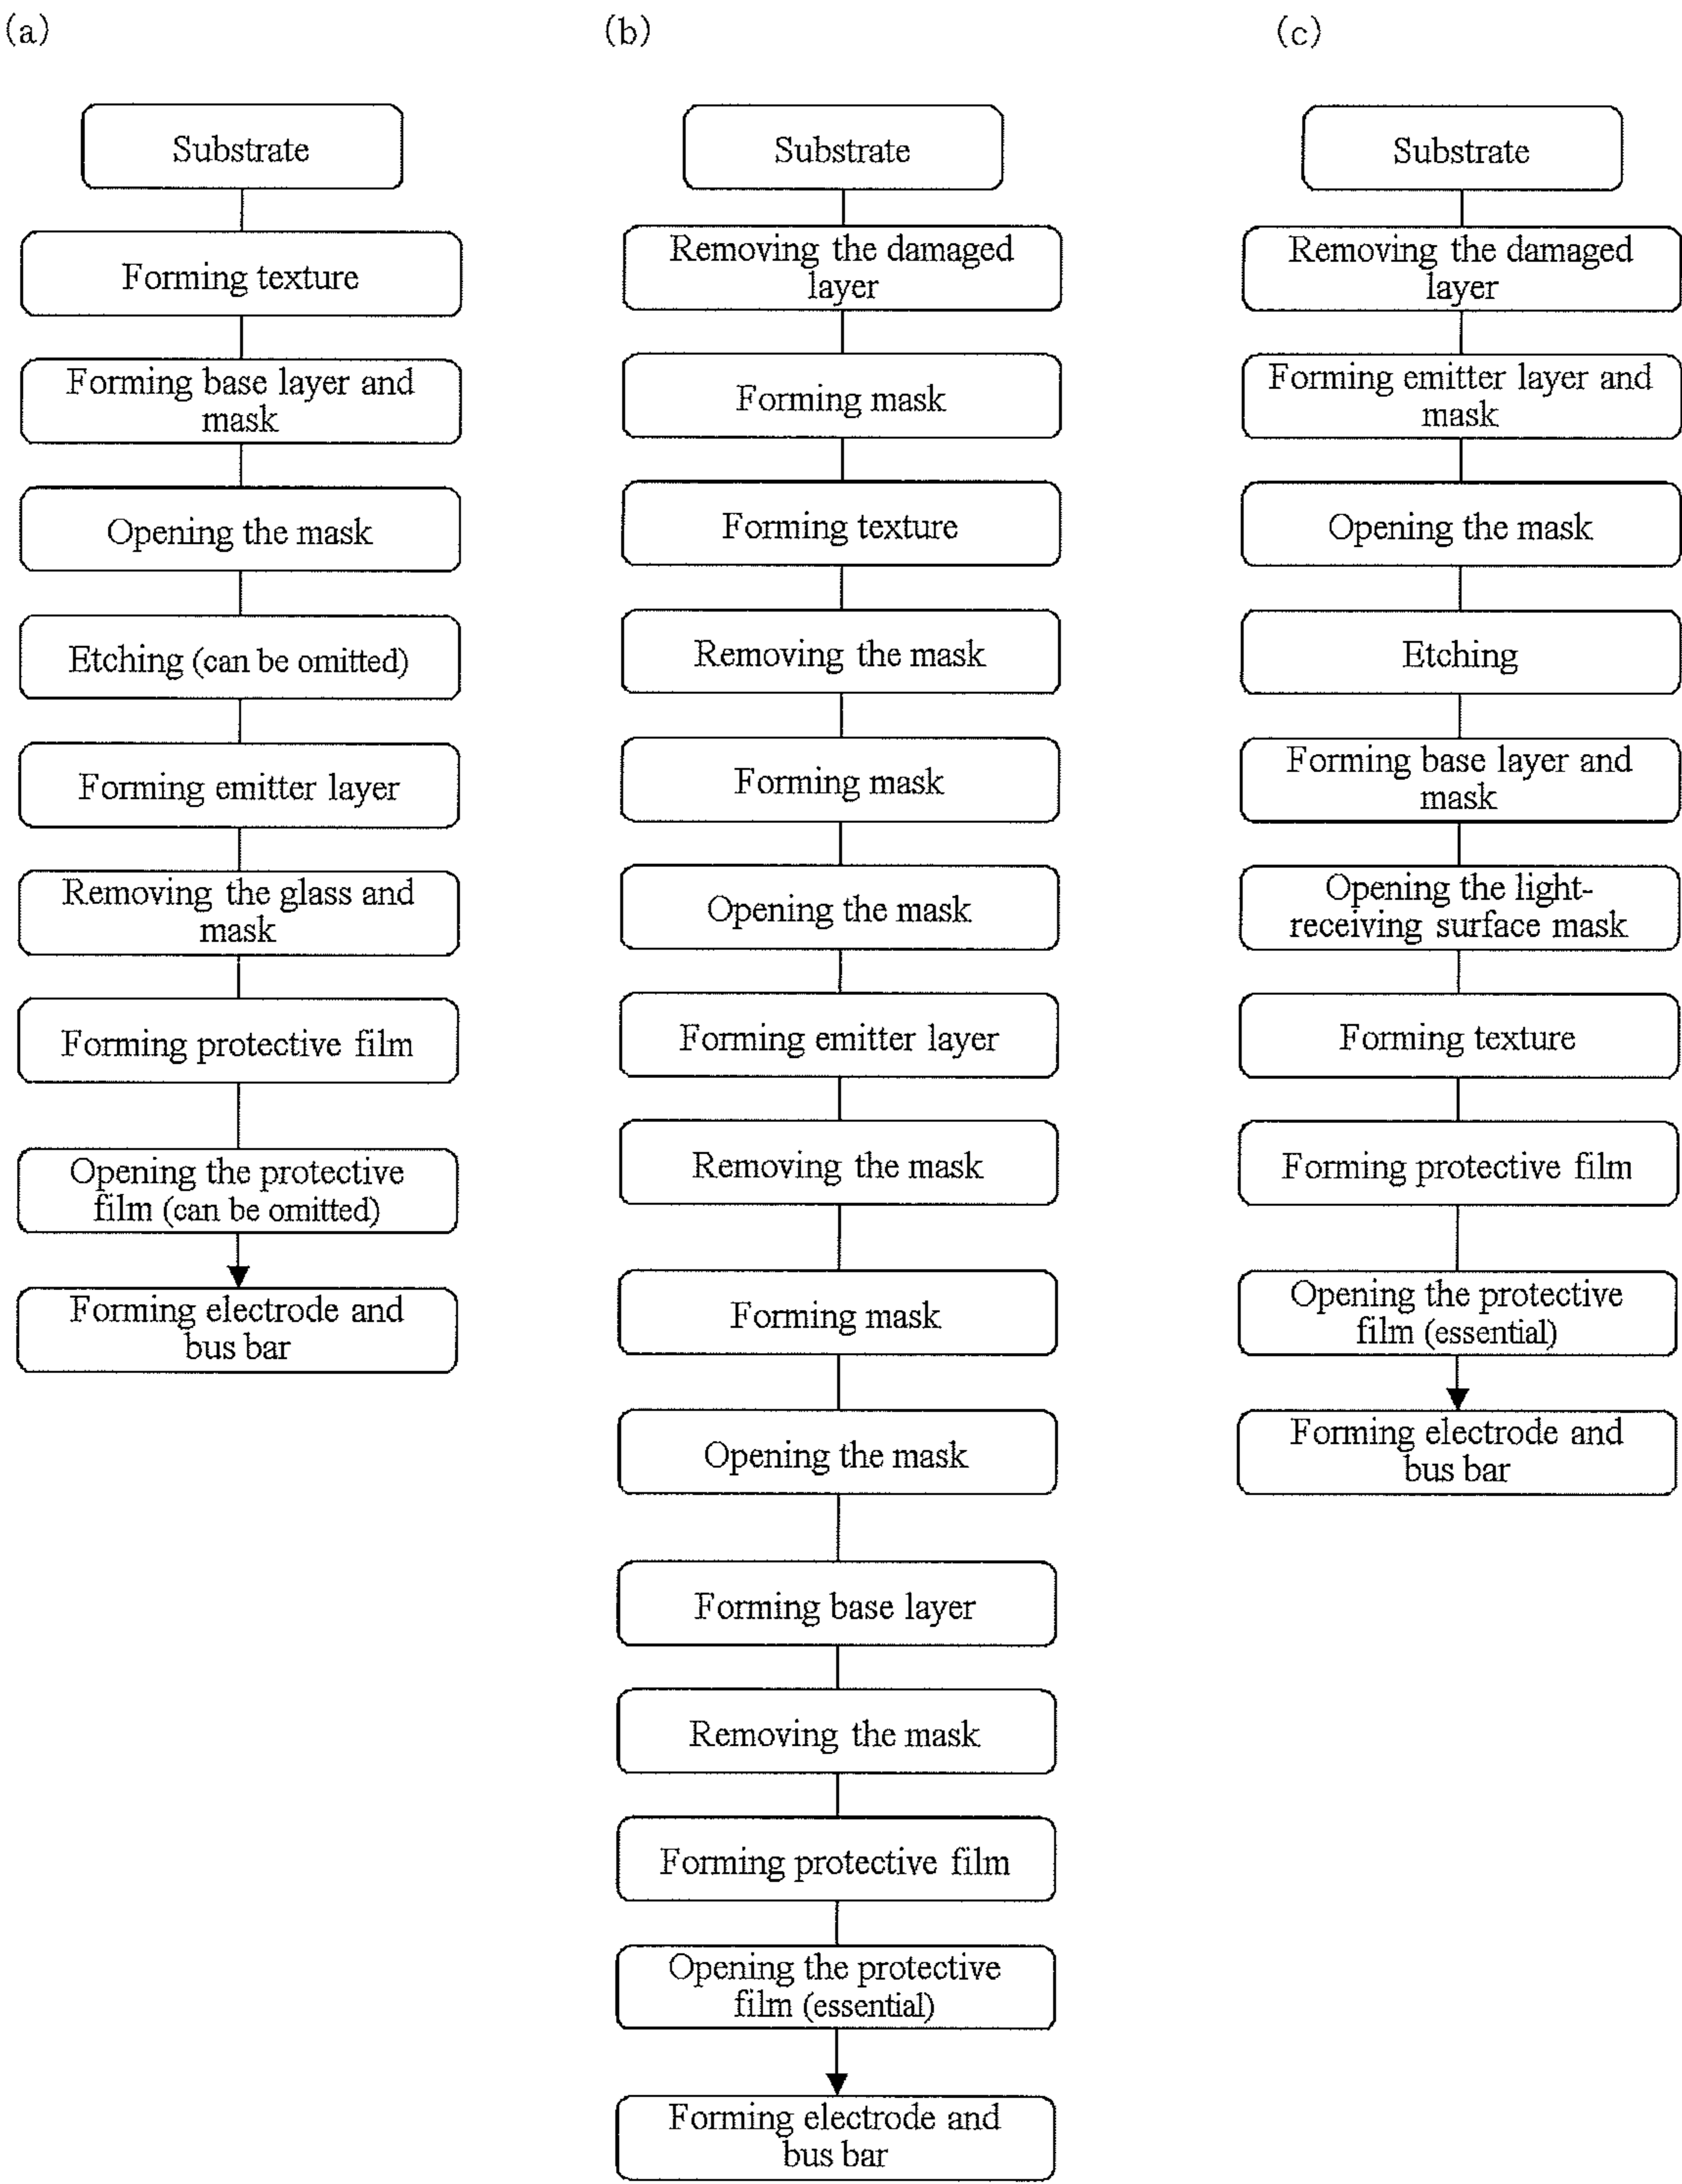 (a)
Substrate
Forming texture
Forming base layer and
mask
Opening the mask
Etching (can be omitted)
Forming emitter layer
Removing the glass and
mask
Forming protective film
Opening the protective
film (can be omitted)
Forming electrode and
bus bar
(b)
Substrate
Removing the damaged
layer
Forming mask
Forming texture
Removing the mask
Forming mask
Opening the mask
Forming emitter layer
Removing the mask
Forming mask
Opening the mask
Forming base layer
Removing the mask
Forming protective film
Opening the protective
film (essential)
Forming electrode and
bus bar
(c)
Substrate
Removing the damaged
layer
Forming emitter layer and
mask
Opening the mask
Etching
Forming base layer and
mask
Opening the light-
receiving surface mask
Forming texture
Forming protective film
Opening the protective
film (essential)
Forming electrode and
bus bar